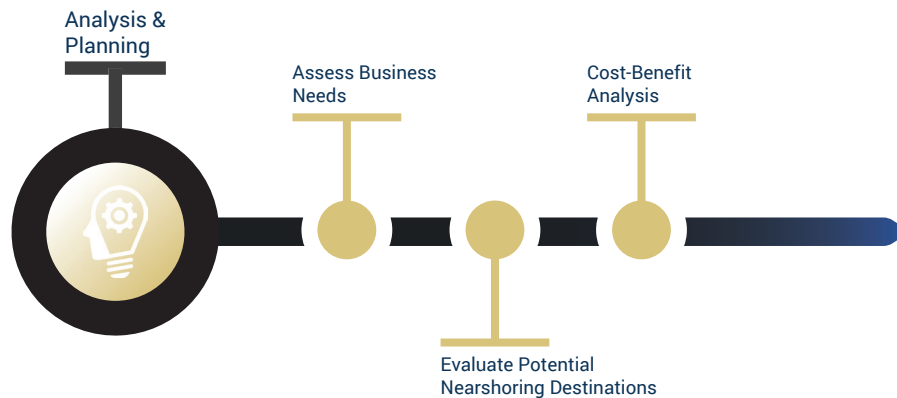 Analysis &
Planning
Assess Business
Needs
Cost-Benefit
Analysis
Evaluate Potential
Nearshoring Destinations